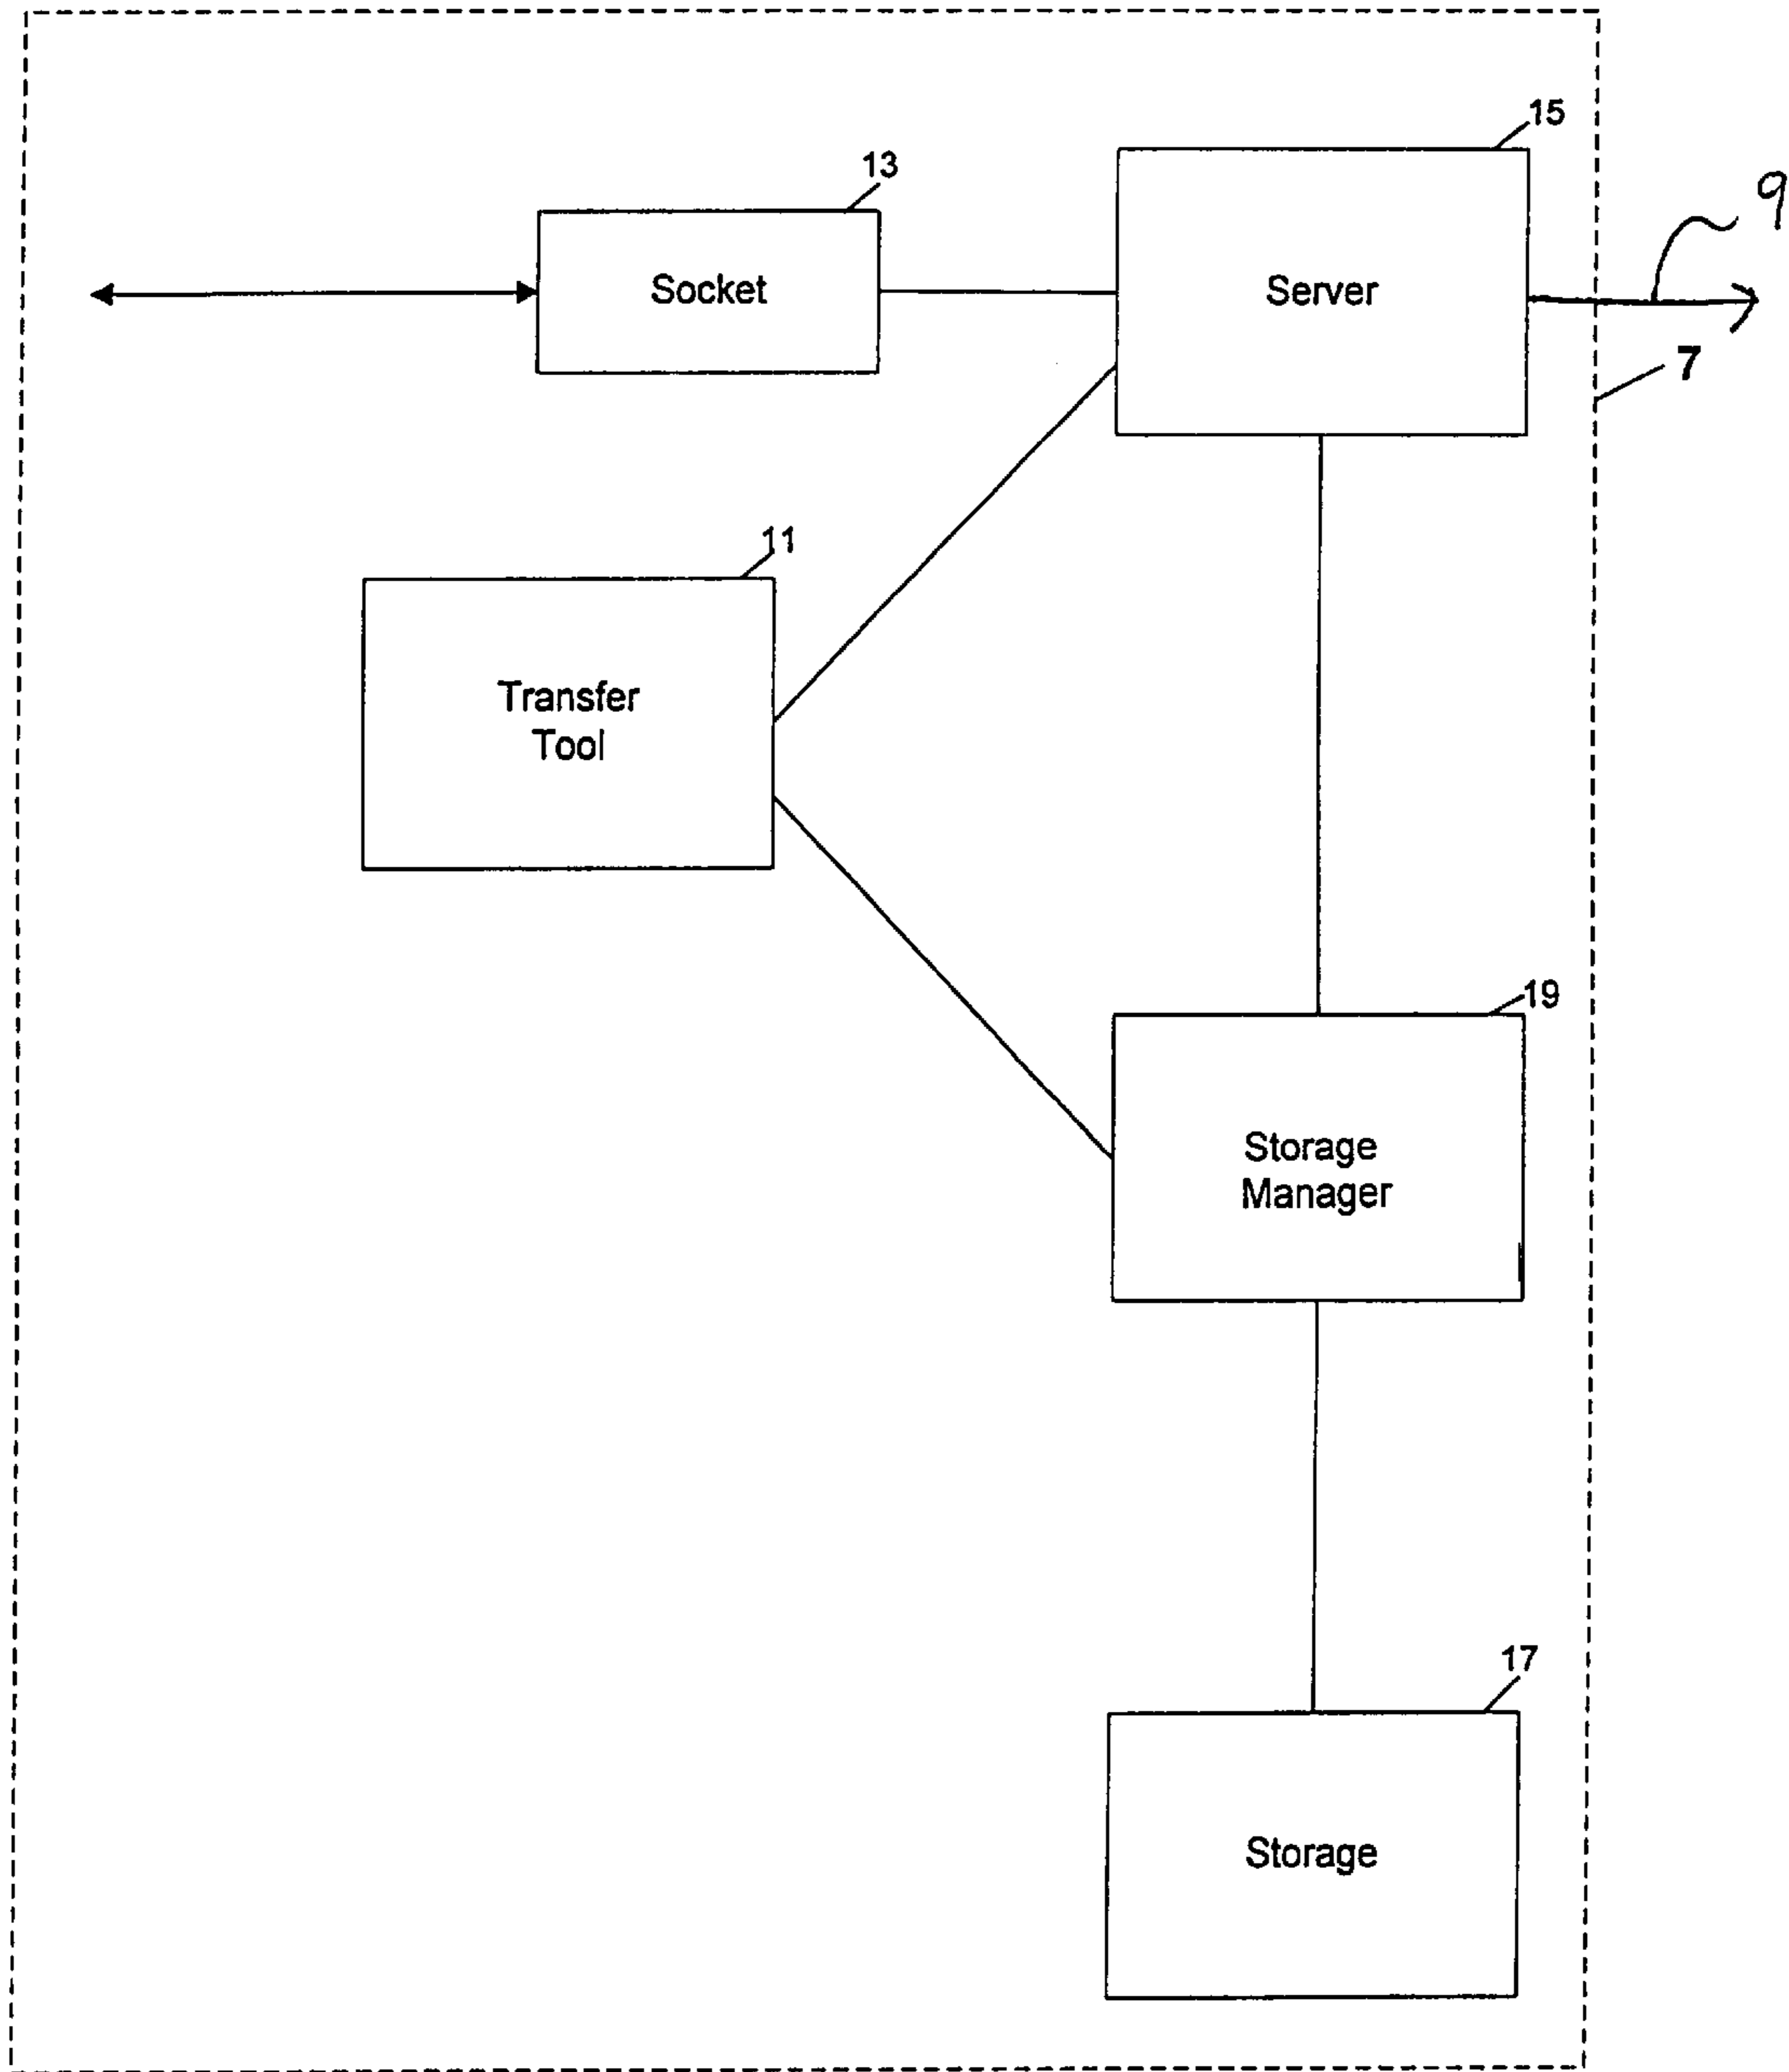 15
13
9
Socket
Server
7
11
Transfer
Tool
19
Storage
Manager
17
Storage